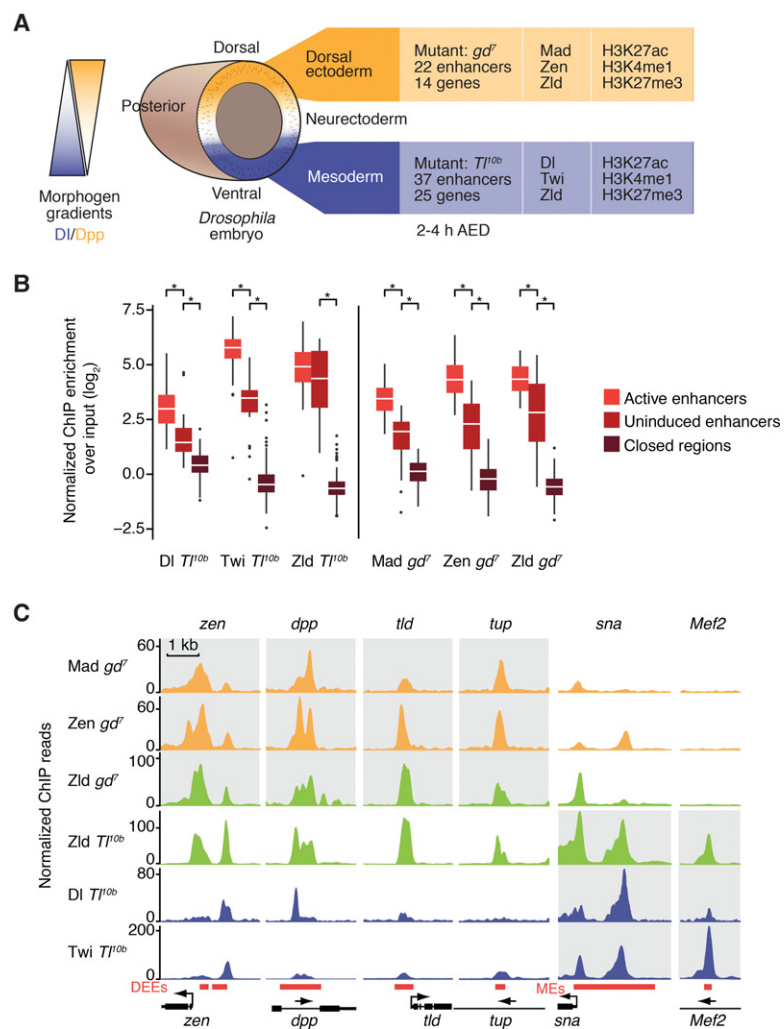 A
Dorsal
Posterior
Neurectoderm
Ventral
Drosophila
embryo
Morphogen
gradients
Dl/Dpp
Dorsal
ectoderm
Mutant: gd⁷
22 enhancers
14 genes
Mad
Zen
Zld
H3K27ac
H3K4me1
H3K27me3
Mesoderm
Mutant: Tl¹⁰ᵇ
37 enhancers
25 genes
Dl
Twi
Zld
H3K27ac
H3K4me1
H3K27me3
2-4 h AED
B
Normalized ChIP enrichment
over input (log₂)
7.5
5.0
2.5
0.0
−2.5
* * * * * * * * * * *
Dl Tl¹⁰ᵇ Twi Tl¹⁰ᵇ Zld Tl¹⁰ᵇ Mad gd⁷ Zen gd⁷ Zld gd⁷
Active enhancers
Uninduced enhancers
Closed regions
C
zen dpp tld tup sna Mef2
Normalized ChIP reads
1 kb
Mad gd⁷
60
0
Zen gd⁷
60
0
Zld gd⁷
100
0
Zld Tl¹⁰ᵇ
100
0
Dl Tl¹⁰ᵇ
80
0
Twi Tl¹⁰ᵇ
200
0
DEEs MEs
zen dpp tld tup sna Mef2